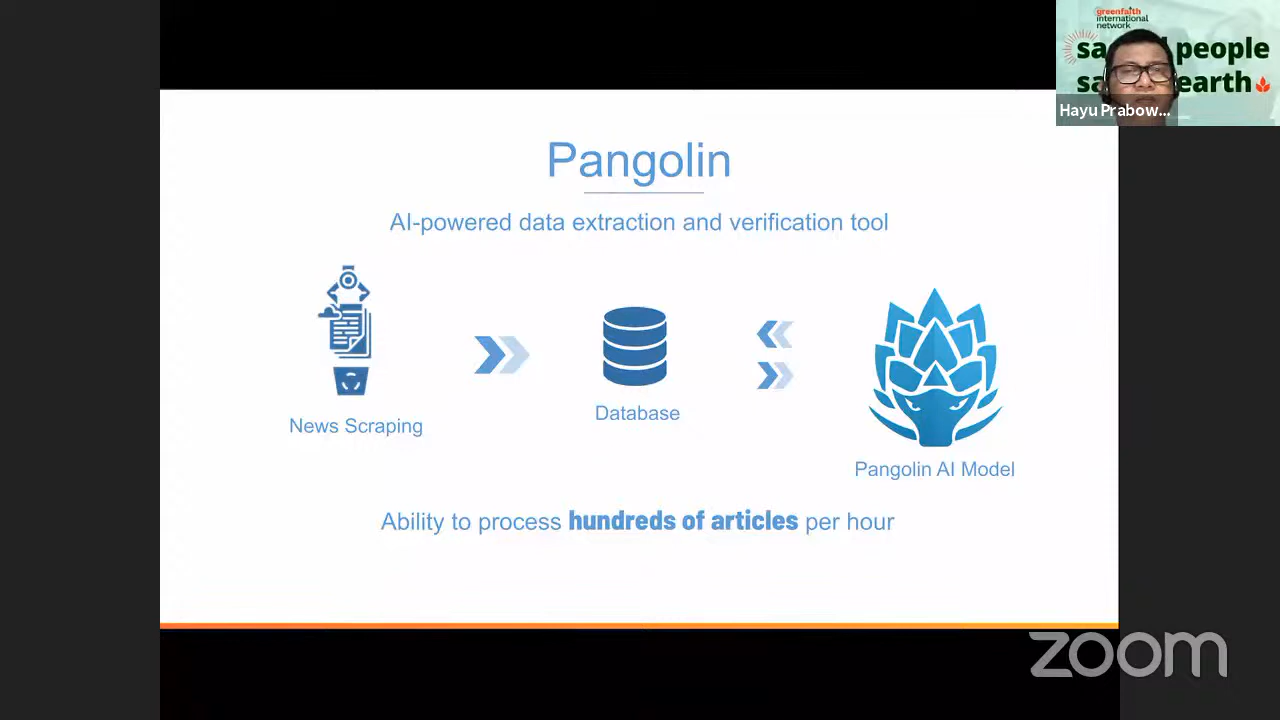 Pangolin
AI-powered data extraction and verification tool
News Scraping
Database
Pangolin AI Model
Ability to process hundreds of articles per hour
greenfaith
international
network
people
earth
Hayu Prabow...
zoom